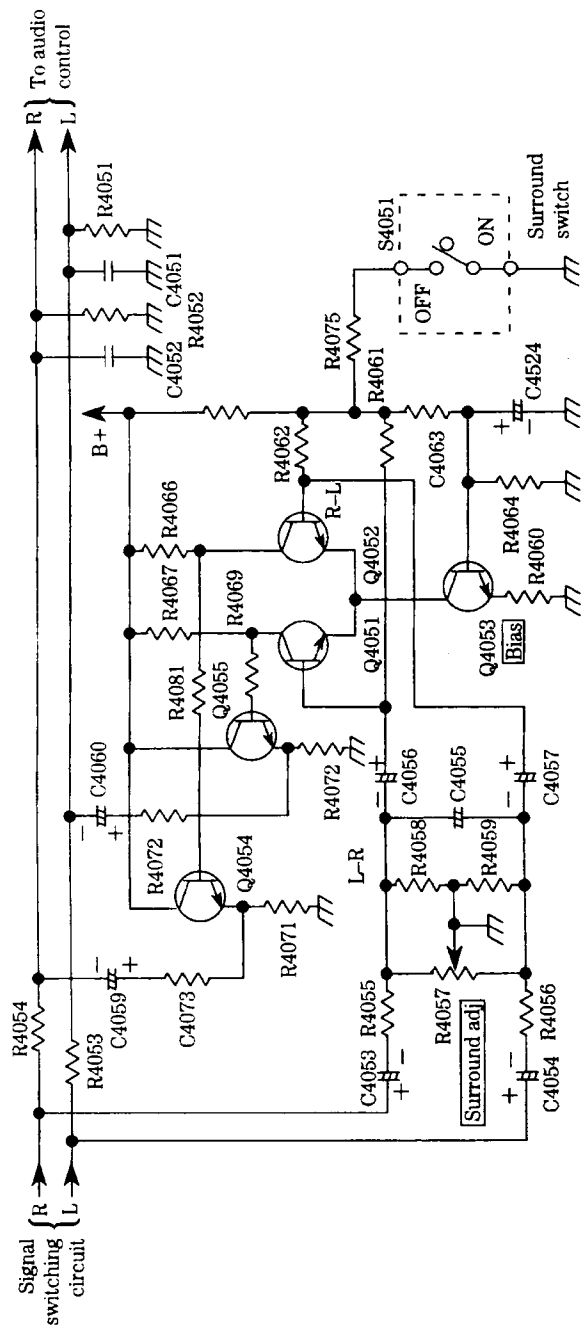 Signal
switching
circuit
R
L
R4054
R4053
C4059
C4073
R4071
Q4054
R4072
C4060
R4081
Q4055
R4072
R4067
R4069
R4066
Q4051
Q4052
R–L
R4062
B+
C4052
R4052
C4051
R4051
R
L
To audio
control
C4053
R4055
Surround adj
R4057
C4054
R4056
L–R
R4058
R4059
C4056
C4055
C4057
Q4053
Bias
R4060
R4064
C4063
C4524
R4061
R4075
S4051
OFF
ON
Surround
switch
+
−
+
−
+
−
+
−
+
−
+
−
+
−